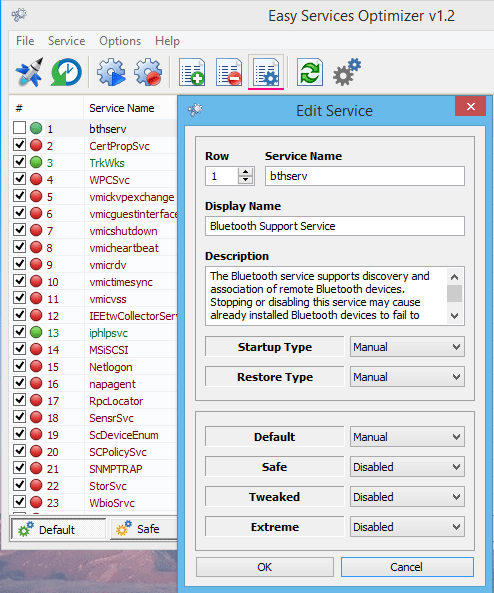 Easy Services Optimizer v1.2
File Service Options Help
# Service Name
1 bthserv
2 CertPropSvc
3 TrkWks
4 WPCSvc
5 vmickvpexchange
6 vmicguestinterface
7 vmicshutdown
8 vmicheartbeat
9 vmicrdv
10 vmictimesync
11 vmicvss
12 IEEtwCollectorSer
13 iphlpsvc
14 MSiSCSI
15 Netlogon
16 napagent
17 RpcLocator
18 SensrSvc
19 ScDeviceEnum
20 SCPolicySvc
21 SNMPTRAP
22 StorSvc
23 WbioSrvc
Default Safe
Edit Service
Row Service Name
1 bthserv
Display Name
Bluetooth Support Service
Description
The Bluetooth service supports discovery and
association of remote Bluetooth devices.
Stopping or disabling this service may cause
already installed Bluetooth devices to fail to
Startup Type Manual
Restore Type Manual
Default Manual
Safe Disabled
Tweaked Disabled
Extreme Disabled
OK Cancel